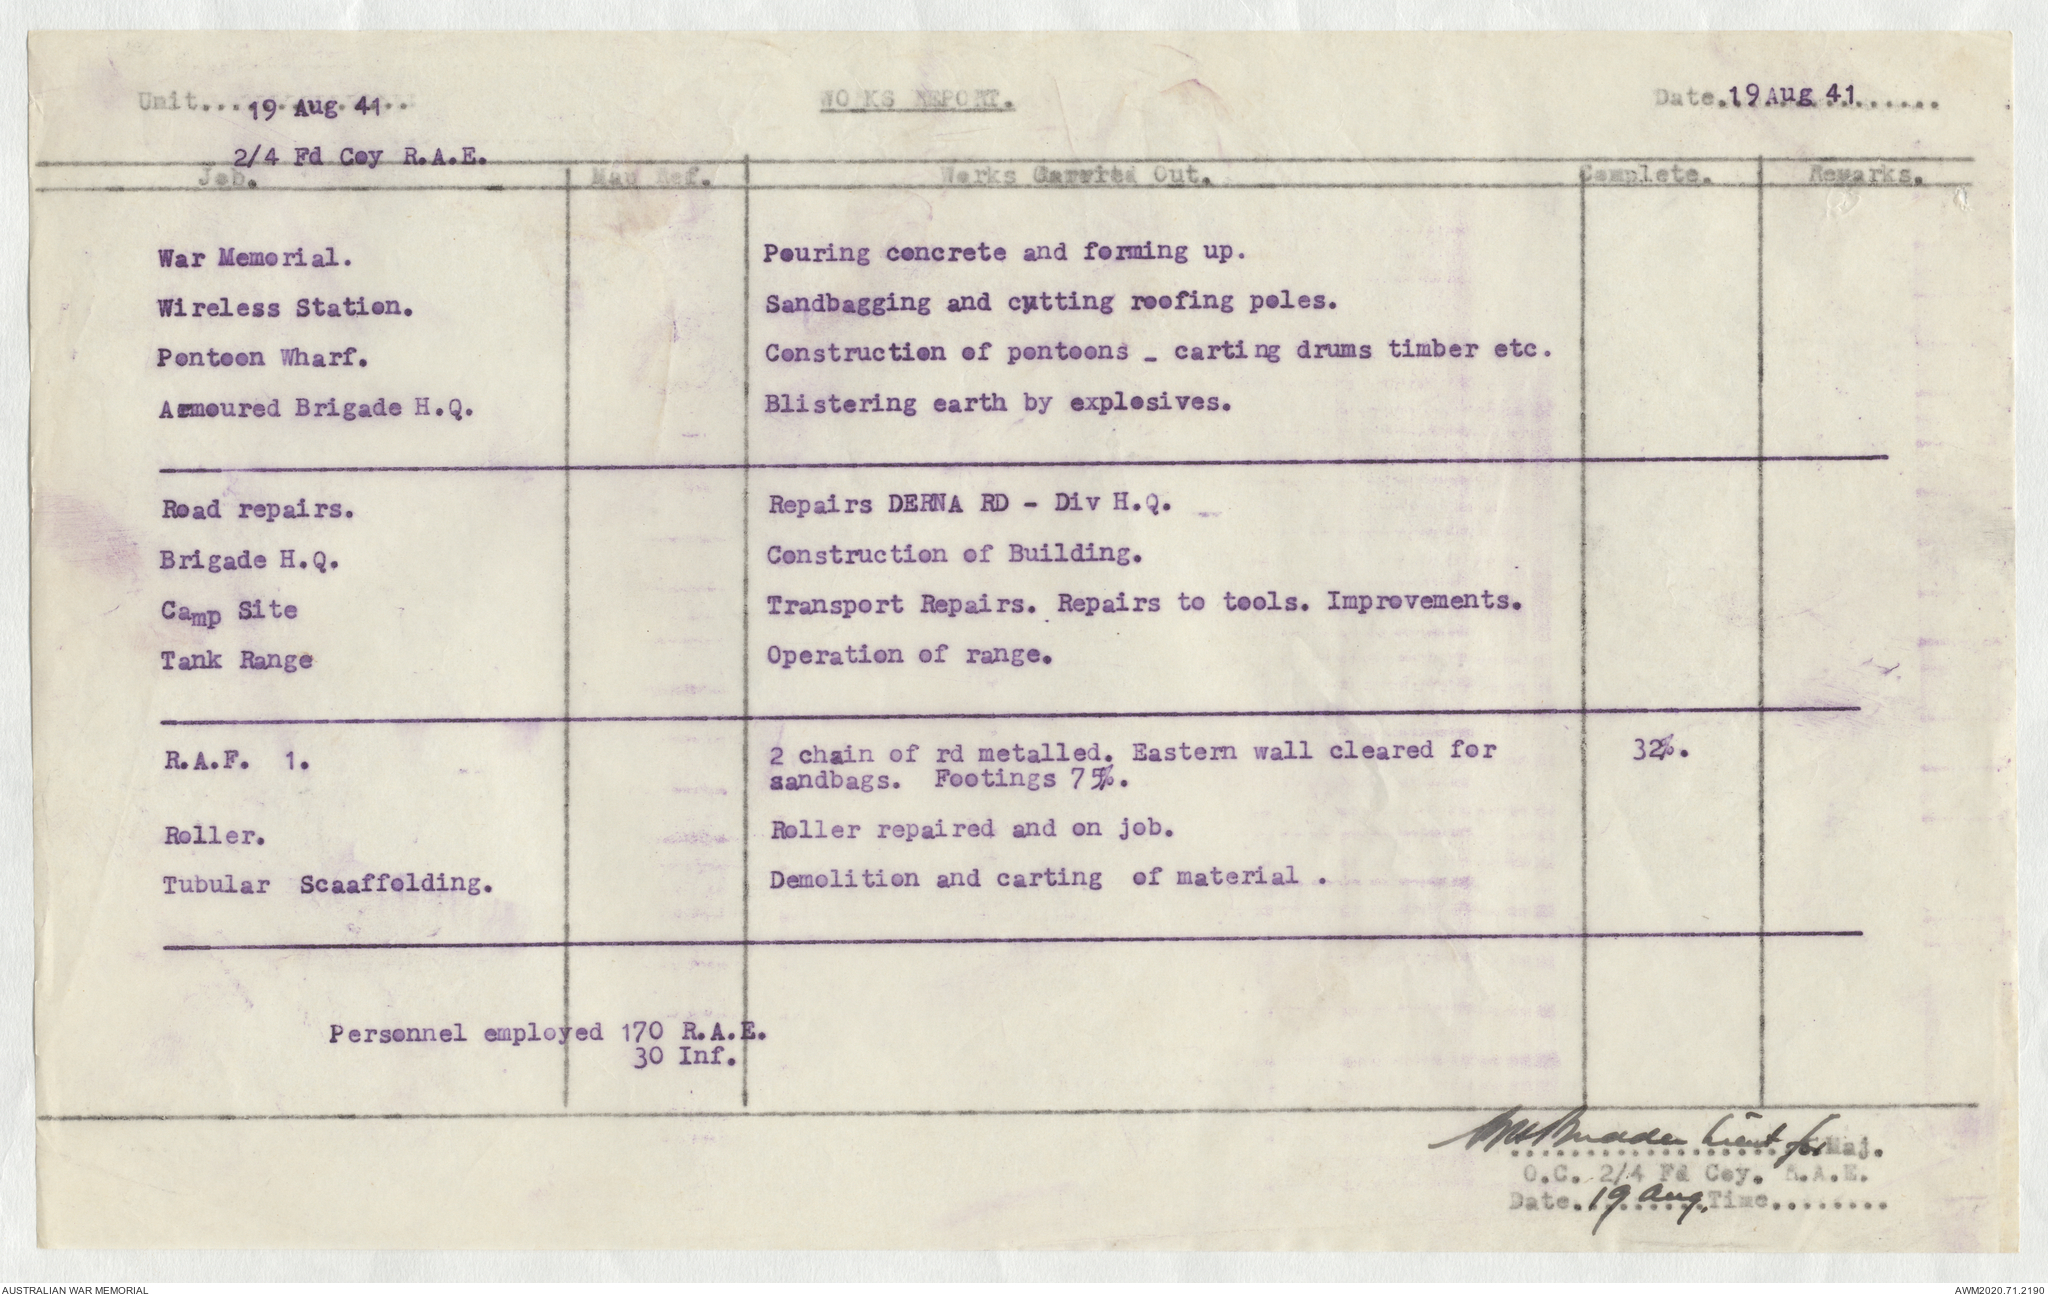 Unit... 19 Aug 41..
WORKS REPORT.
Date.19 Aug 41......
2/4 Fd Coy R.A.E.
Job. Map Ref. Works Carried Out. Complete. Remarks.
War Memorial. Pouring concrete and forming up.
Wireless Station. Sandbagging and cutting roofing poles.
Pontoon Wharf. Construction of pontoons - carting drums timber etc.
Armoured Brigade H.Q. Blistering earth by explosives.
Road repairs. Repairs DERNA RD - Div H.Q.
Brigade H.Q. Construction of Building.
Camp Site Transport Repairs. Repairs to tools. Improvements.
Tank Range Operation of range.
R.A.F. 1. 2 chain of rd metalled. Eastern wall cleared for 32%.
sandbags. Footings 75%.
Roller. Roller repaired and on job.
Tubular Scaaffolding. Demolition and carting of material .
Personnel employed 170 R.A.E.
30 Inf.
Lieut for Maj.
O.C. 2/4 Fd Coy. R.A.E.
Date. 19 Aug. Time........
AUSTRALIAN WAR MEMORIAL
AWM2020.71.2190